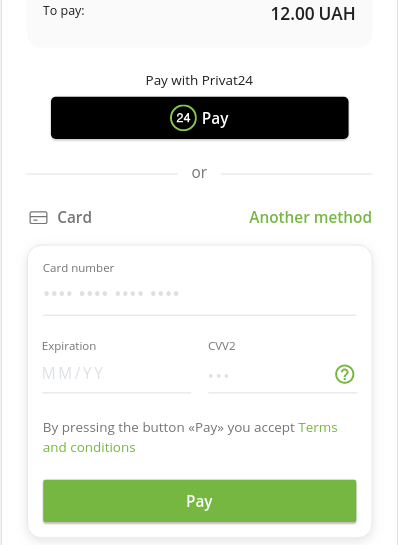 To pay:
12.00 UAH
Pay with Privat24
24 Pay
or
Card
Another method
Card number
•••• •••• •••• ••••
Expiration
CVV2
MM/YY
•••
?
By pressing the button «Pay» you accept Terms
and conditions
Pay